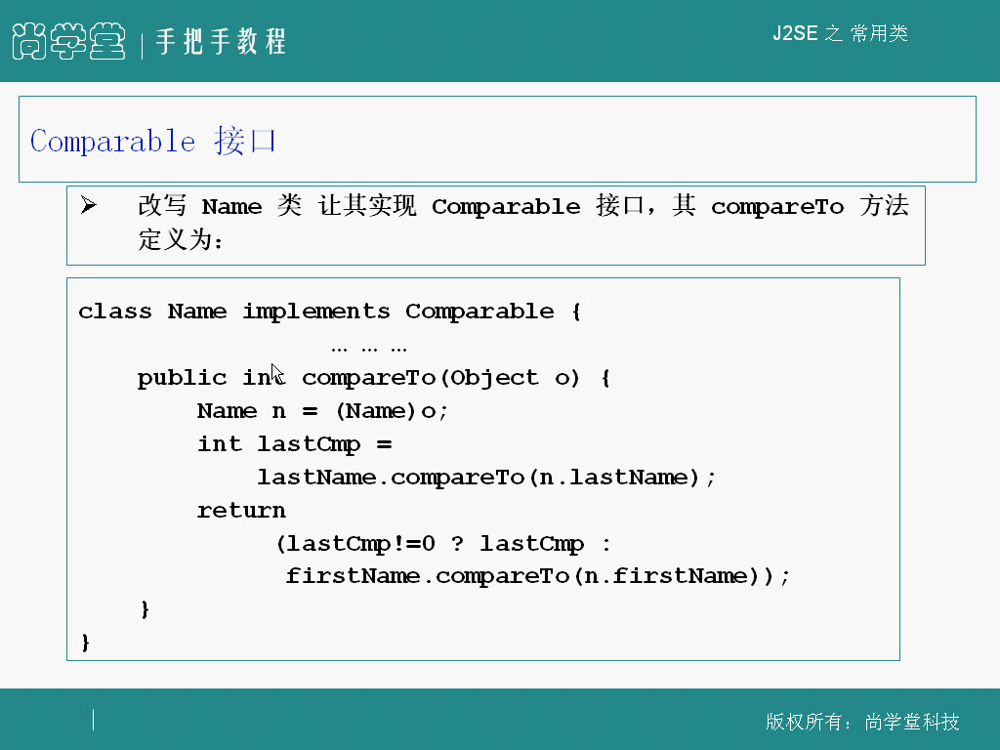 尚学堂 手把手教程
J2SE 之 常用类
Comparable 接口
改写 Name 类 让其实现 Comparable 接口，其 compareTo 方法
定义为：
class Name implements Comparable {
… … …
public int compareTo(Object o) {
Name n = (Name)o;
int lastCmp =
lastName.compareTo(n.lastName);
return
(lastCmp!=0 ? lastCmp :
firstName.compareTo(n.firstName));
}
}
版权所有：尚学堂科技